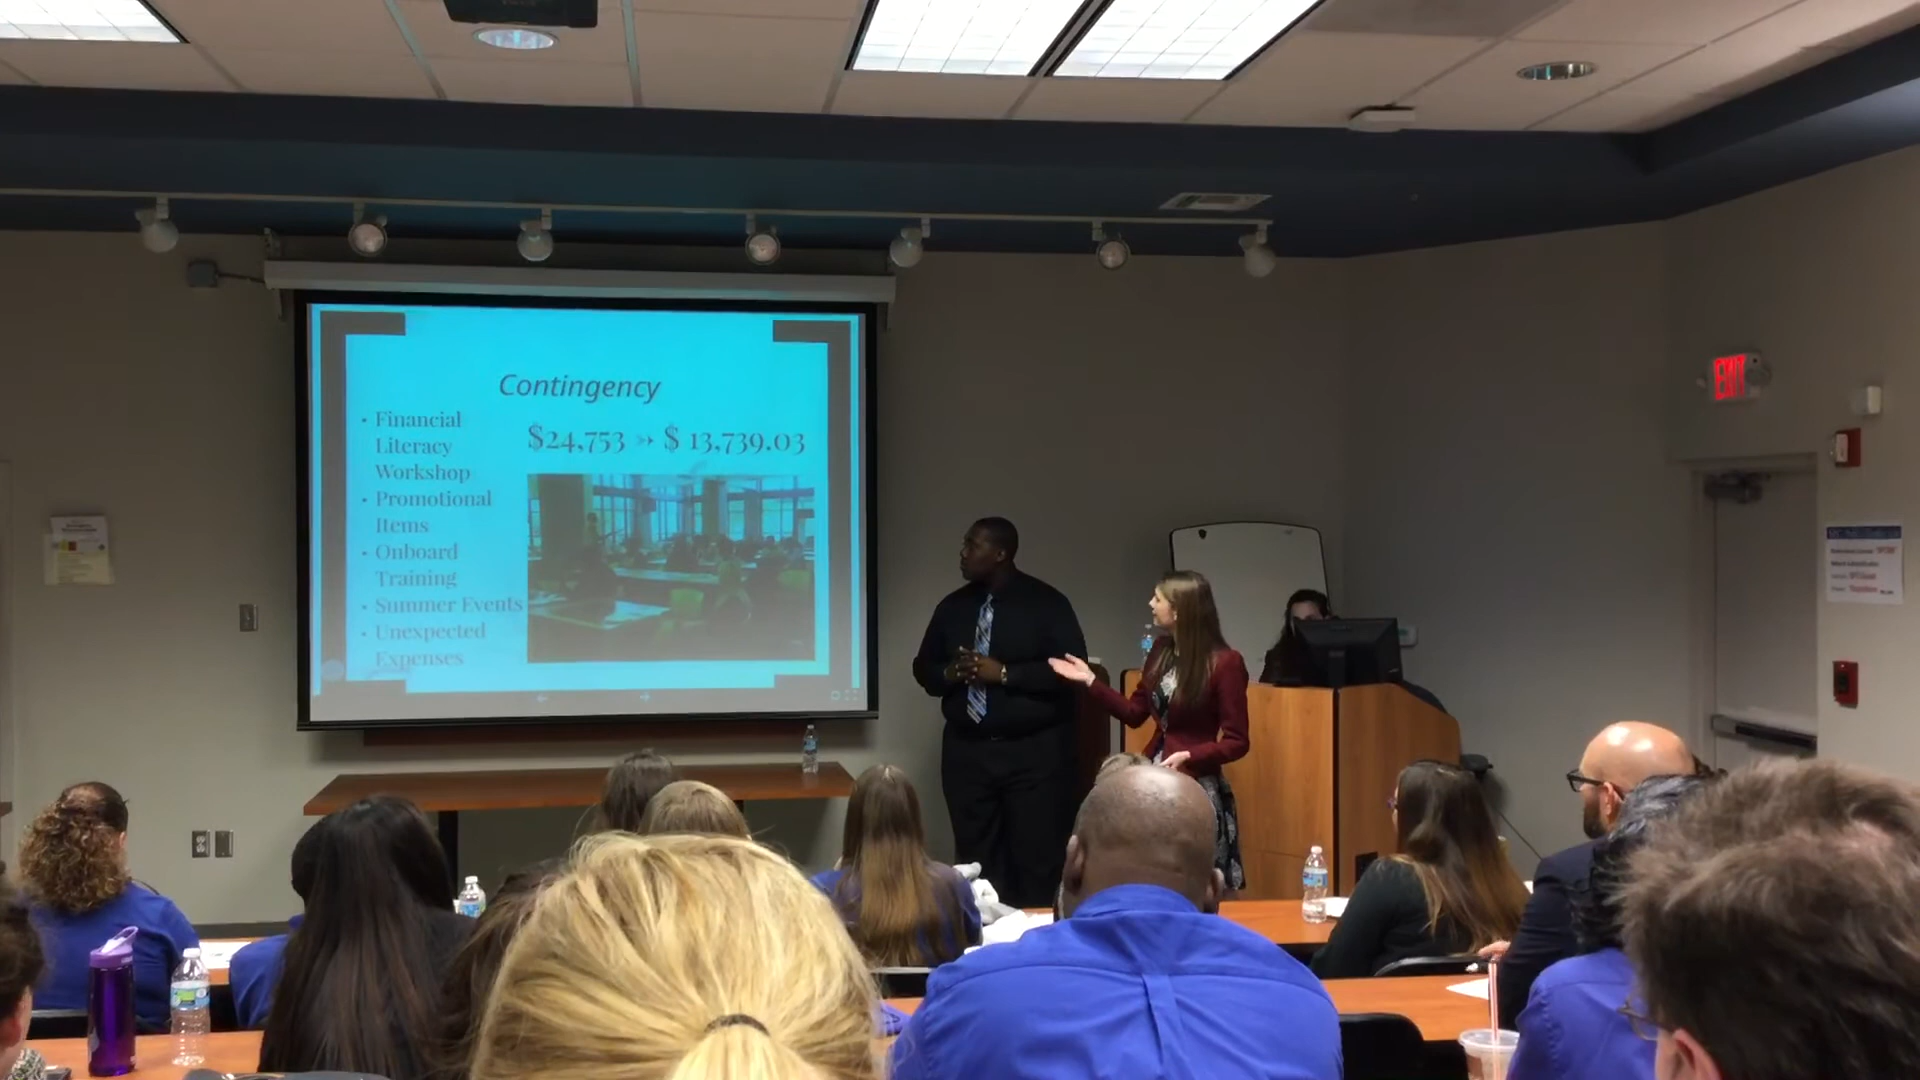 Contingency
• Financial
Literacy
Workshop
• Promotional
Items
• Onboard
Training
• Summer Events
• Unexpected
Expenses
$24,753 ↣ $ 13,739.03
EXIT